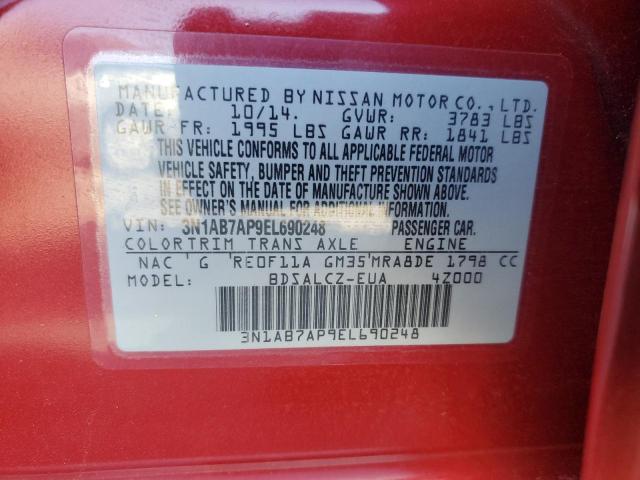 MANUFACTURED BY NISSAN MOTOR CO., LTD.
DATE: 10/14. GVWR: 3783 LBS
GAWR FR: 1995 LBS GAWR RR: 1841 LBS
THIS VEHICLE CONFORMS TO ALL APPLICABLE FEDERAL MOTOR
VEHICLE SAFETY, BUMPER AND THEFT PREVENTION STANDARDS
IN EFFECT ON THE DATE OF MANUFACTURE SHOWN ABOVE.
SEE OWNER'S MANUAL FOR ADDITIONAL INFORMATION.
VIN: 3N1AB7AP9EL690248 PASSENGER CAR.
COLOR TRIM TRANS AXLE ENGINE
NAC ' G 'RE0F11A GM35'MRA8DE 1798 CC
MODEL: BDSALCZ-EUA 4Z000
3N1AB7AP9EL690248